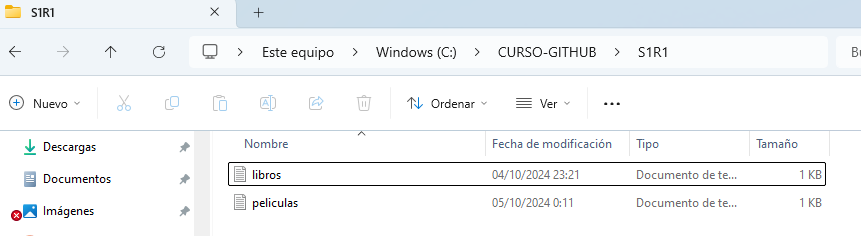 S1R1
Este equipo > Windows (C:) > CURSO-GITHUB > S1R1
Nuevo Ordenar Ver
Nombre Fecha de modificación Tipo Tamaño
Descargas
libros 04/10/2024 23:21 Documento de te... 1 KB
Documentos
peliculas 05/10/2024 0:11 Documento de te... 1 KB
Imágenes